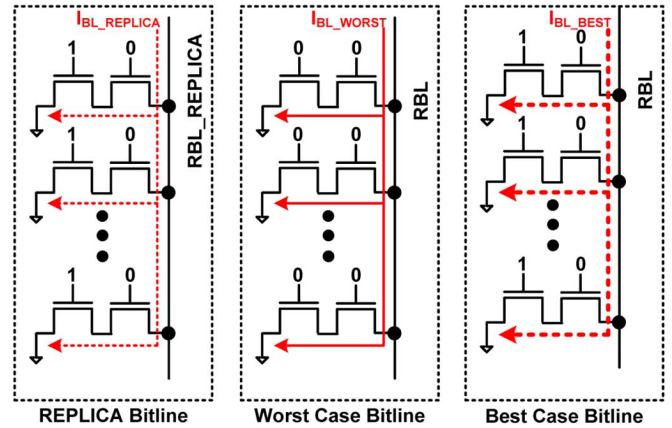 I_BL_REPLICA
1 0
1 0
1 0
RBL_REPLICA
REPLICA Bitline
I_BL_WORST
0 0
0 0
0 0
RBL
Worst Case Bitline
I_BL_BEST
1 0
1 0
1 0
RBL
Best Case Bitline